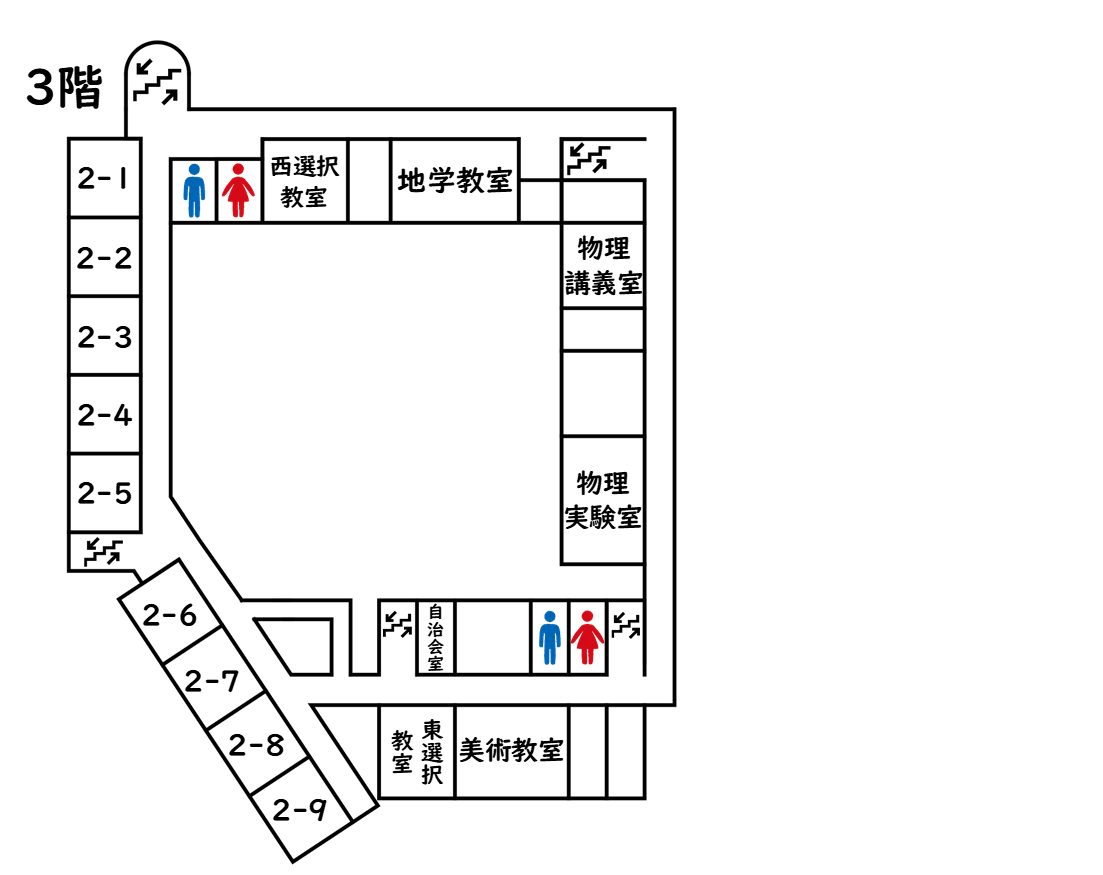 3階
2-1
2-2
2-3
2-4
2-5
2-6
2-7
2-8
2-9
西選択
教室
地学教室
物理
講義室
物理
実験室
自治会室
東選択
教室
美術教室